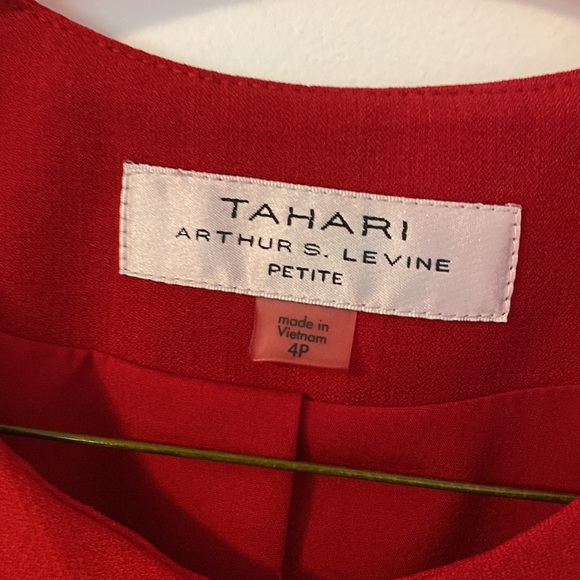 TAHARI
ARTHUR S. LEVINE
PETITE
made in
Vietnam
4P